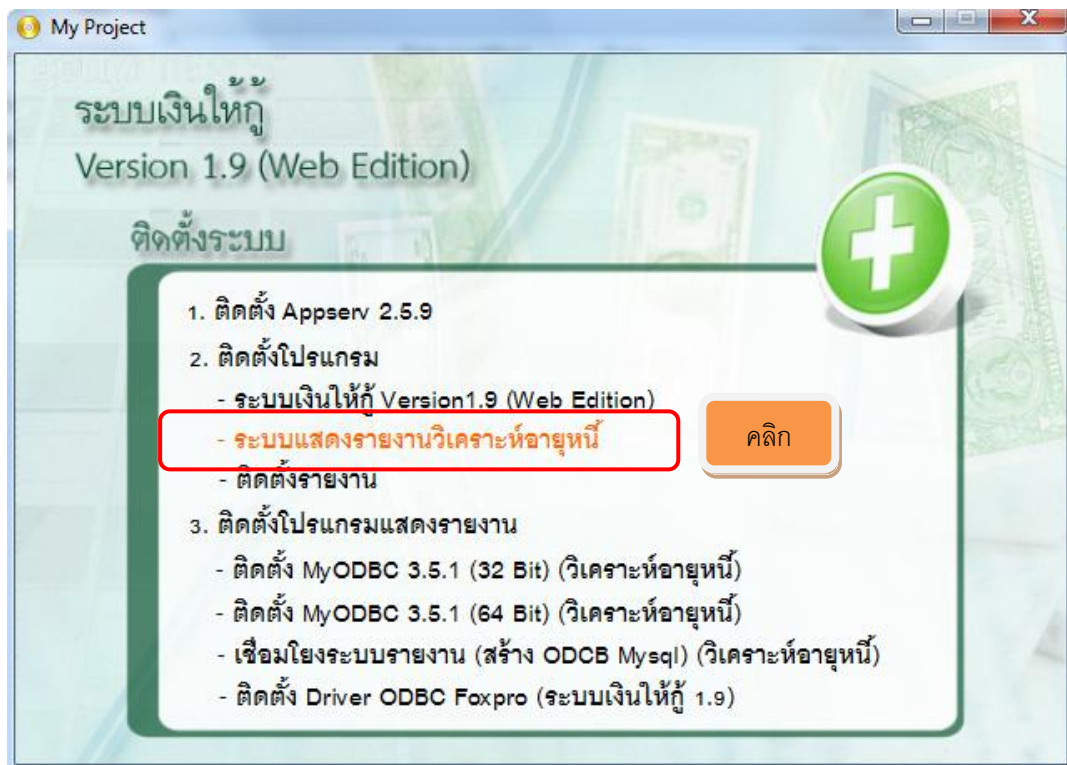 My Project
ระบบเงินให้กู้
Version 1.9 (Web Edition)
ติดตั้งระบบ
1. ติดตั้ง Appserv 2.5.9
2. ติดตั้งโปรแกรม
- ระบบเงินให้กู้ Version1.9 (Web Edition)
- ระบบแสดงรายงานวิเคราะห์อายุหนี้
คลิก
- ติดตั้งรายงาน
3. ติดตั้งโปรแกรมแสดงรายงาน
- ติดตั้ง MyODBC 3.5.1 (32 Bit) (วิเคราะห์อายุหนี้)
- ติดตั้ง MyODBC 3.5.1 (64 Bit) (วิเคราะห์อายุหนี้)
- เชื่อมโยงระบบรายงาน (สร้าง ODCB Mysql) (วิเคราะห์อายุหนี้)
- ติดตั้ง Driver ODBC Foxpro (ระบบเงินให้กู้ 1.9)